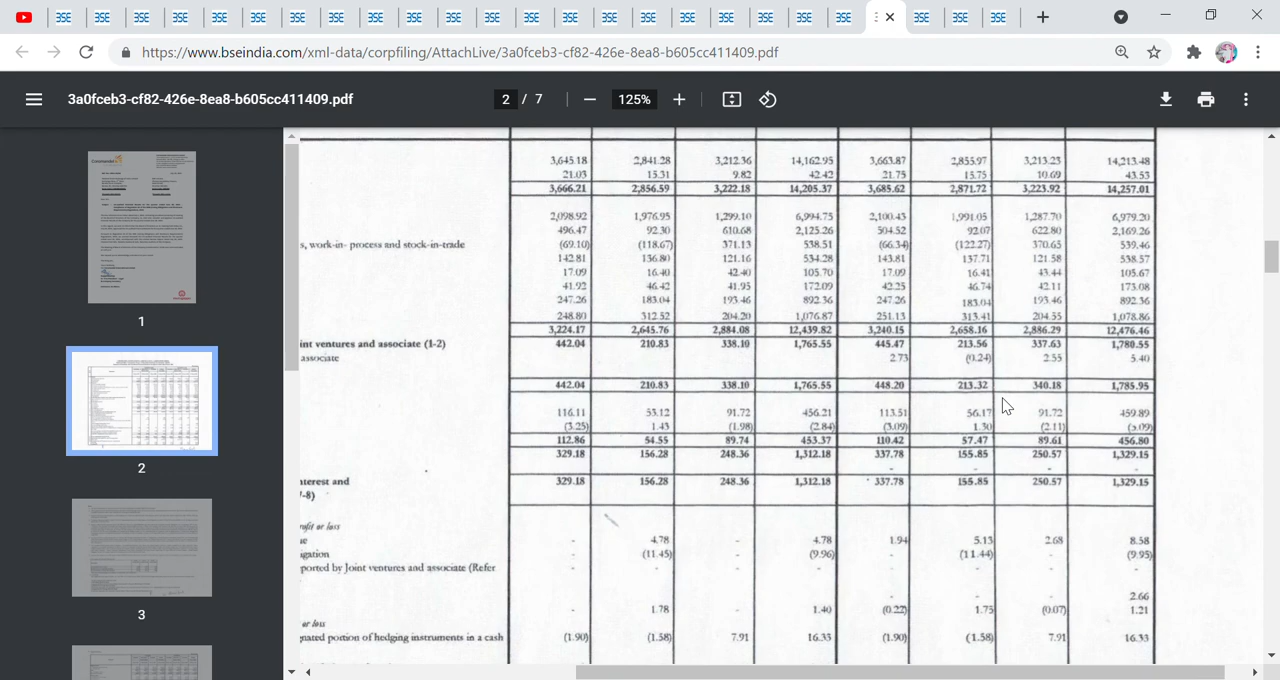 https://www.bseindia.com/xml-data/corpfiling/AttachLive/3a0fceb3-cf82-426e-8ea8-b605cc411409.pdf
3a0fceb3-cf82-426e-8ea8-b605cc411409.pdf
2 / 7
125%
1
2
3
3,645.18 2,841.28 3,212.36 14,162.95 3,663.87 2,855.97 3,213.23 14,213.48
21.03 15.31 9.82 42.42 21.75 15.75 10.69 43.53
3,666.21 2,856.59 3,222.18 14,205.37 3,685.62 2,871.72 3,223.92 14,257.01
2,098.92 1,976.95 1,299.10 6,994.75 2,100.43 1,991.05 1,287.70 6,979.20
496.47 92.30 610.68 2,125.26 504.52 92.07 622.80 2,169.26
s, work-in- process and stock-in-trade (69.10) (118.67) 371.13 538.51 (66.34) (122.27) 370.65 539.46
142.81 136.80 121.16 534.28 143.81 137.71 121.58 538.57
17.09 16.40 42.40 105.70 17.09 16.41 43.44 105.67
41.92 46.42 41.95 172.09 42.25 46.74 42.11 173.08
247.26 183.04 193.46 892.36 247.26 183.04 193.46 892.36
248.80 312.52 204.20 1,076.87 251.13 313.41 204.55 1,078.86
3,224.17 2,645.76 2,884.08 12,439.82 3,240.15 2,658.16 2,886.29 12,476.46
int ventures and associate (1-2) 442.04 210.83 338.10 1,765.55 445.47 213.56 337.63 1,780.55
associate 2.73 (0.24) 2.55 5.40
442.04 210.83 338.10 1,765.55 448.20 213.32 340.18 1,785.95
116.11 53.12 91.72 456.21 113.51 56.17 91.72 459.89
(3.25) 1.43 (1.98) (2.84) (3.09) 1.30 (2.11) (3.09)
112.86 54.55 89.74 453.37 110.42 57.47 89.61 456.80
329.18 156.28 248.36 1,312.18 337.78 155.85 250.57 1,329.15
- - -
nterest and 329.18 156.28 248.36 1,312.18 337.78 155.85 250.57 1,329.15
-8)
rofit or loss
ue - 4.78 - 4.78 1.94 5.13 2.68 8.58
igation - (11.45) - (9.96) - (11.44) - (9.95)
ported by Joint ventures and associate (Refer - - - - - - -
- - 2.66
- 1.78 - 1.40 (0.22) 1.75 (0.07) 1.21
or loss
gnated portion of hedging instruments in a cash (1.90) (1.58) 7.91 16.33 (1.90) (1.58) 7.91 16.33